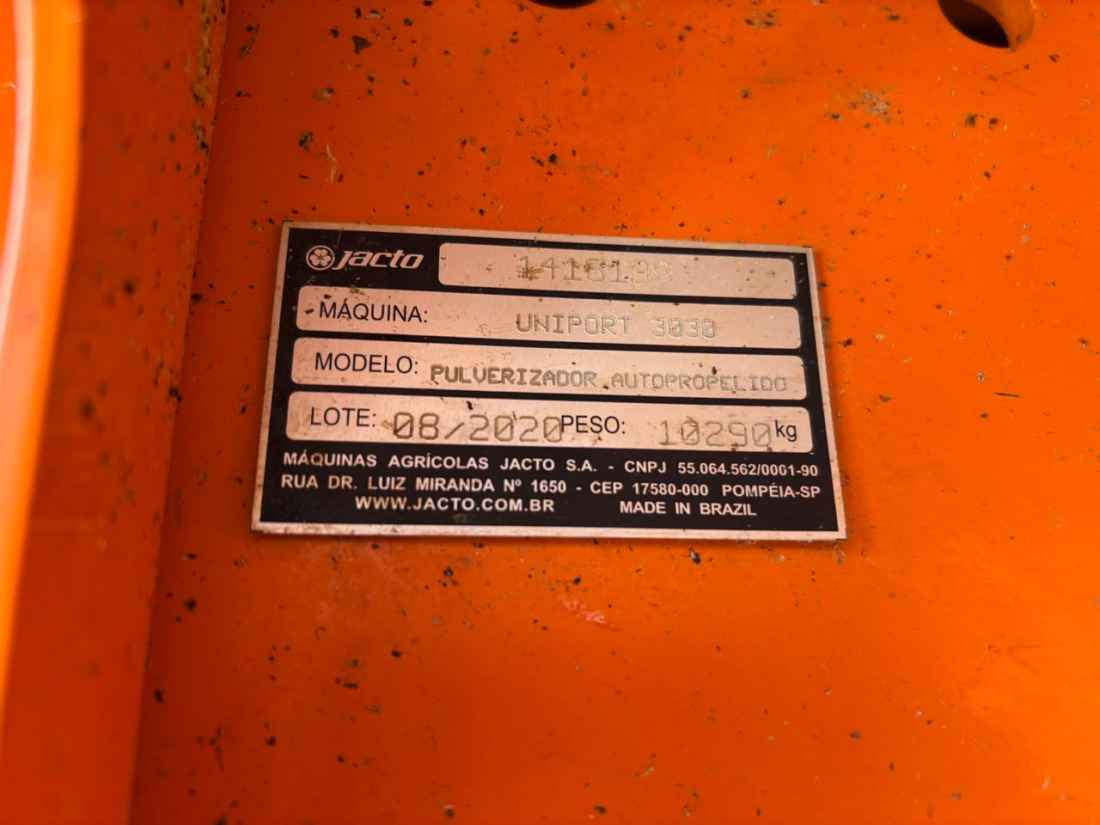 jacto
MÁQUINA: UNIPORT 3030
MODELO: PULVERIZADOR AUTOPROPELIDO
LOTE: 08/2020 PESO: 10290 kg
MÁQUINAS AGRÍCOLAS JACTO S.A. - CNPJ 55.064.562/0001-90
RUA DR. LUIZ MIRANDA Nº 1650 - CEP 17580-000 POMPÉIA-SP
WWW.JACTO.COM.BR MADE IN BRAZIL